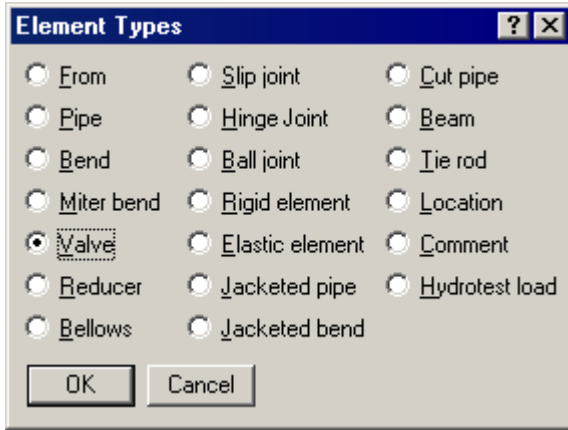 Element Types
From Slip joint Cut pipe
Pipe Hinge Joint Beam
Bend Ball joint Tie rod
Miter bend Rigid element Location
Valve Elastic element Comment
Reducer Jacketed pipe Hydrotest load
Bellows Jacketed bend
OK Cancel